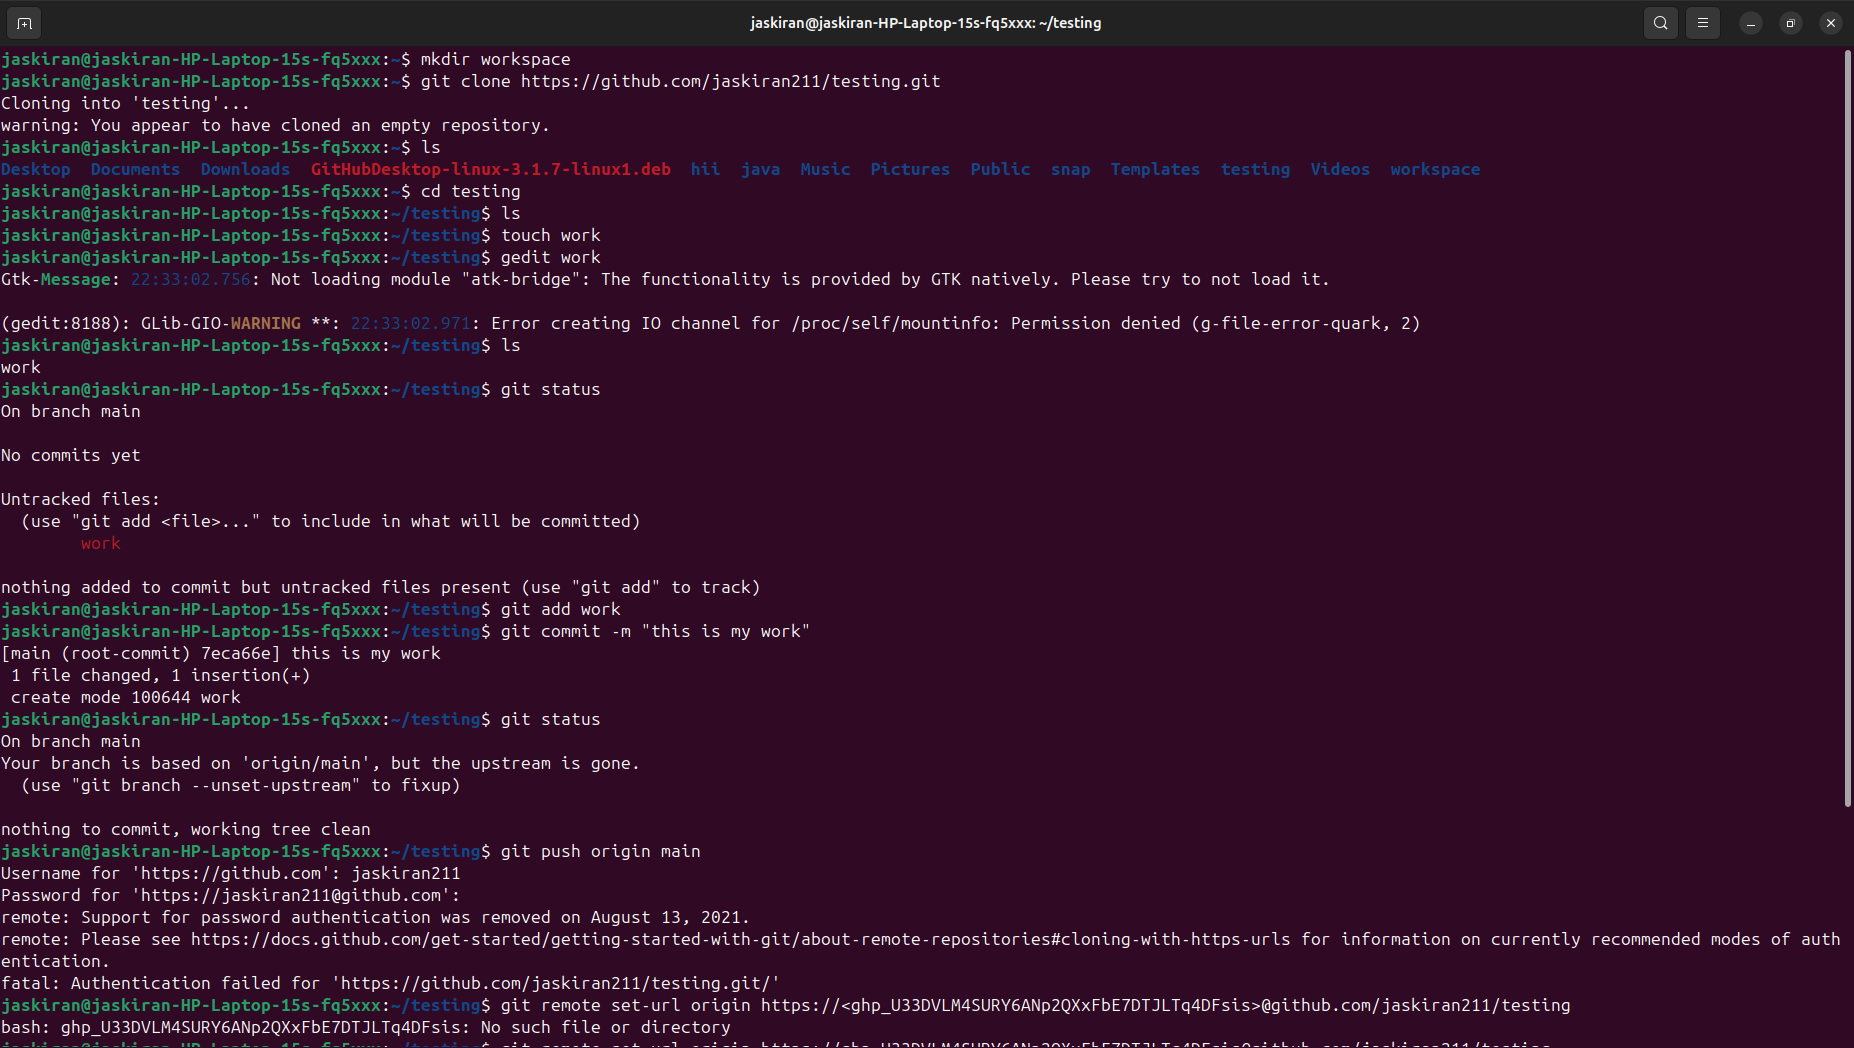 jaskiran@jaskiran-HP-Laptop-15s-fq5xxx: ~/testing
jaskiran@jaskiran-HP-Laptop-15s-fq5xxx:~$ mkdir workspace
jaskiran@jaskiran-HP-Laptop-15s-fq5xxx:~$ git clone https://github.com/jaskiran211/testing.git
Cloning into 'testing'...
warning: You appear to have cloned an empty repository.
jaskiran@jaskiran-HP-Laptop-15s-fq5xxx:~$ ls
Desktop  Documents  Downloads  GitHubDesktop-linux-3.1.7-linux1.deb  hii  java  Music  Pictures  Public  snap  Templates  testing  Videos  workspace
jaskiran@jaskiran-HP-Laptop-15s-fq5xxx:~$ cd testing
jaskiran@jaskiran-HP-Laptop-15s-fq5xxx:~/testing$ ls
jaskiran@jaskiran-HP-Laptop-15s-fq5xxx:~/testing$ touch work
jaskiran@jaskiran-HP-Laptop-15s-fq5xxx:~/testing$ gedit work
Gtk-Message: 22:33:02.756: Not loading module "atk-bridge": The functionality is provided by GTK natively. Please try to not load it.
(gedit:8188): GLib-GIO-WARNING **: 22:33:02.971: Error creating IO channel for /proc/self/mountinfo: Permission denied (g-file-error-quark, 2)
jaskiran@jaskiran-HP-Laptop-15s-fq5xxx:~/testing$ ls
work
jaskiran@jaskiran-HP-Laptop-15s-fq5xxx:~/testing$ git status
On branch main
No commits yet
Untracked files:
  (use "git add <file>..." to include in what will be committed)
        work
nothing added to commit but untracked files present (use "git add" to track)
jaskiran@jaskiran-HP-Laptop-15s-fq5xxx:~/testing$ git add work
jaskiran@jaskiran-HP-Laptop-15s-fq5xxx:~/testing$ git commit -m "this is my work"
[main (root-commit) 7eca66e] this is my work
 1 file changed, 1 insertion(+)
 create mode 100644 work
jaskiran@jaskiran-HP-Laptop-15s-fq5xxx:~/testing$ git status
On branch main
Your branch is based on 'origin/main', but the upstream is gone.
  (use "git branch --unset-upstream" to fixup)
nothing to commit, working tree clean
jaskiran@jaskiran-HP-Laptop-15s-fq5xxx:~/testing$ git push origin main
Username for 'https://github.com': jaskiran211
Password for 'https://jaskiran211@github.com':
remote: Support for password authentication was removed on August 13, 2021.
remote: Please see https://docs.github.com/get-started/getting-started-with-git/about-remote-repositories#cloning-with-https-urls for information on currently recommended modes of auth
entication.
fatal: Authentication failed for 'https://github.com/jaskiran211/testing.git/'
jaskiran@jaskiran-HP-Laptop-15s-fq5xxx:~/testing$ git remote set-url origin https://<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>@github.com/jaskiran211/testing
bash: 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: No such file or directory